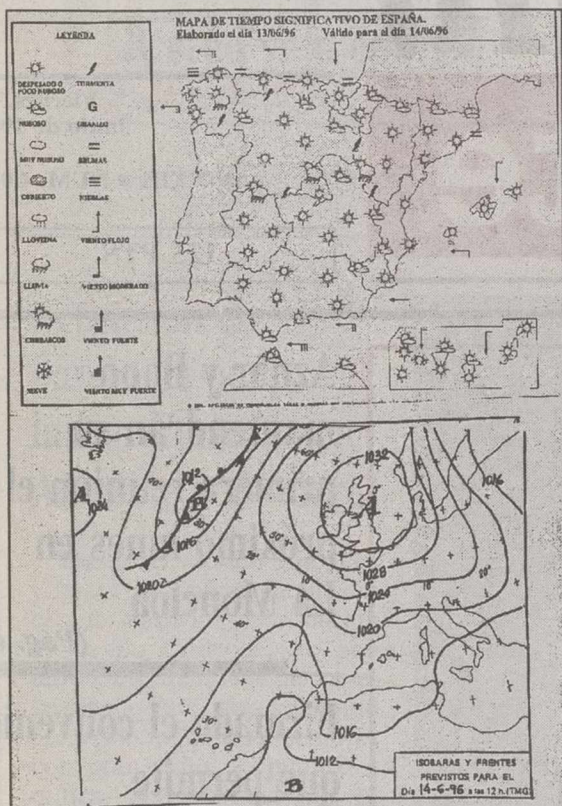 MAPA DE TIEMPO SIGNIFICATIVO DE ESPAÑA.
Elaborado el día 13/06/96 Válido para el día 14/06/96
LEYENDA
DESPEJADO O
POCO NUBOSO
TORMENTA
NUBOSO
G
GRANIZO
MUY NUBOSO
BRUMAS
CUBIERTO
NIEBLAS
LLOVIZNA
VIENTO FLOJO
LLUVIA
VIENTO MODERADO
CHUBASCOS
VIENTO FUERTE
NIEVE
VIENTO MUY FUERTE
1032
1016
1012
A
1024
B
A
1016
1028
1020
1024
1020
1016
1012
B
ISOBARAS Y FRENTES
PREVISTOS PARA EL
Día 14-6-96 a las 12 h.(TMG)